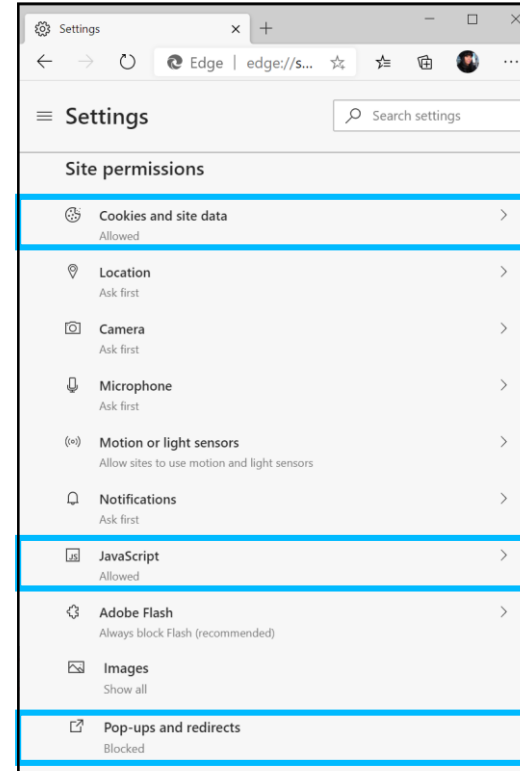 Settings
Edge | edge://s...
Settings
Search settings
Site permissions
Cookies and site data
Allowed
Location
Ask first
Camera
Ask first
Microphone
Ask first
Motion or light sensors
Allow sites to use motion and light sensors
Notifications
Ask first
JS
JavaScript
Allowed
Adobe Flash
Always block Flash (recommended)
Images
Show all
Pop-ups and redirects
Blocked